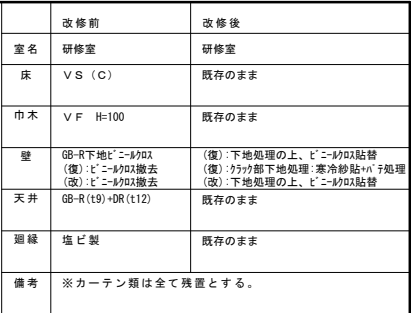 改修前 改修後
室名 研修室 研修室
床 VS(C) 既存のまま
巾木 VF H=100 既存のまま
壁 GB-R下地ﾋﾞﾆｰﾙｸﾛｽ (復):下地処理の上、ﾋﾞﾆｰﾙｸﾛｽ貼替
(復):ﾋﾞﾆｰﾙｸﾛｽ撤去 (復):ｸﾗｯｸ部下地処理:寒冷紗貼+ﾊﾟﾃ処理
(改):ﾋﾞﾆｰﾙｸﾛｽ撤去 (改):下地処理の上、ﾋﾞﾆｰﾙｸﾛｽ貼替
天井 GB-R(t9)+DR(t12) 既存のまま
廻縁 塩ビ製 既存のまま
備考 ※カーテン類は全て残置とする。